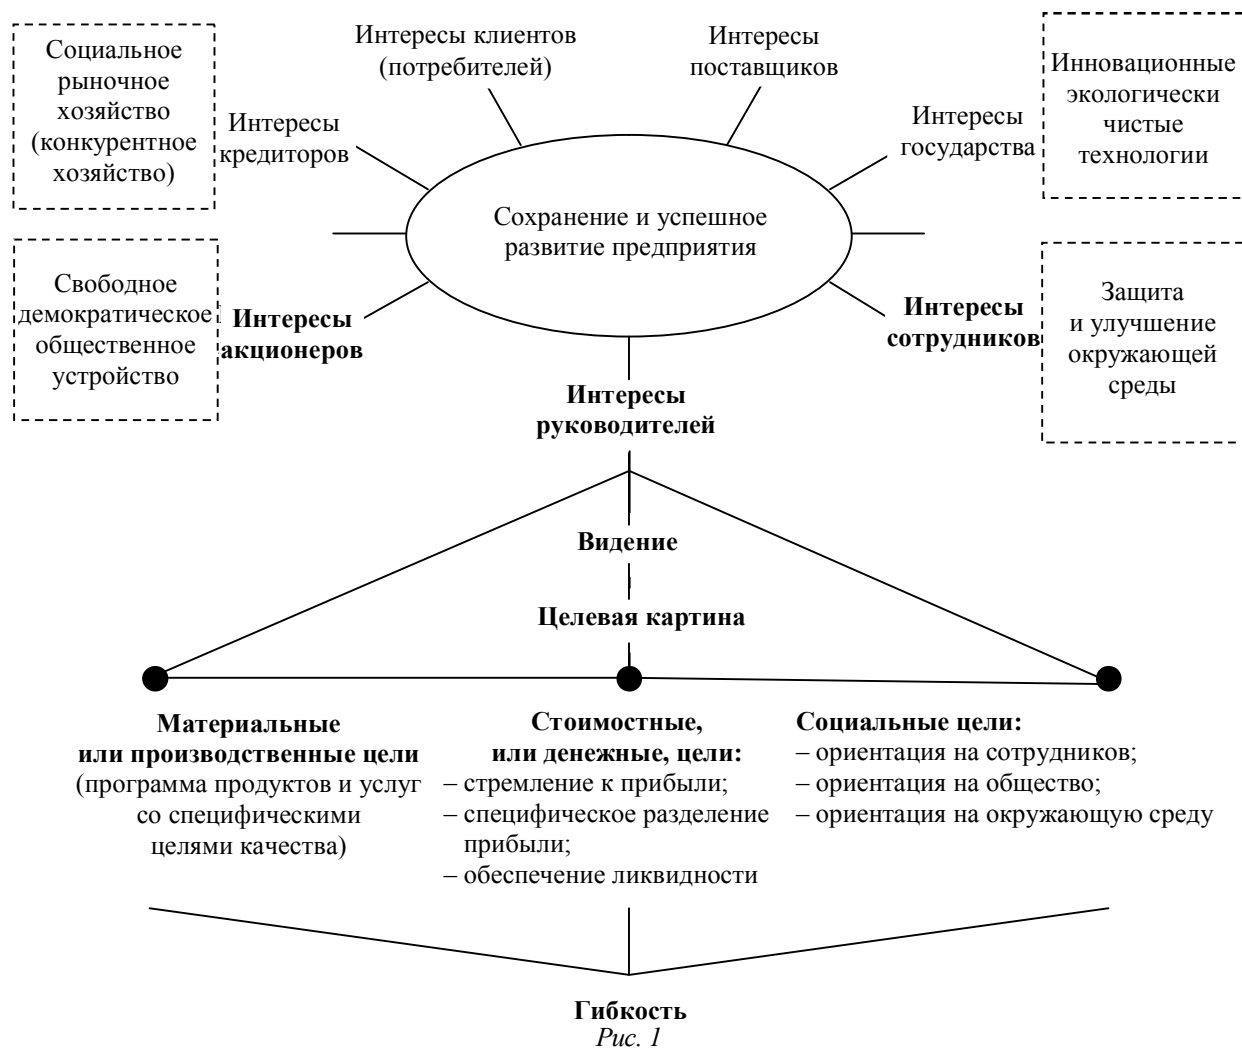 Социальное
рыночное
хозяйство
(конкурентное
хозяйство)
Интересы
кредиторов
Интересы клиентов
(потребителей)
Интересы
поставщиков
Интересы
государства
Инновационные
экологически
чистые
технологии
Сохранение и успешное
развитие предприятия
Свободное
демократическое
общественное
устройство
Интересы
акционеров
Интересы
сотрудников
Защита
и улучшение
окружающей
среды
Интересы
руководителей
Видение
Целевая картина
Материальные
или производственные цели
(программа продуктов и услуг
со специфическими
целями качества)
Стоимостные,
или денежные, цели:
– стремление к прибыли;
– специфическое разделение
прибыли;
– обеспечение ликвидности
Социальные цели:
– ориентация на сотрудников;
– ориентация на общество;
– ориентация на окружающую среду
Гибкость
Рис. 1